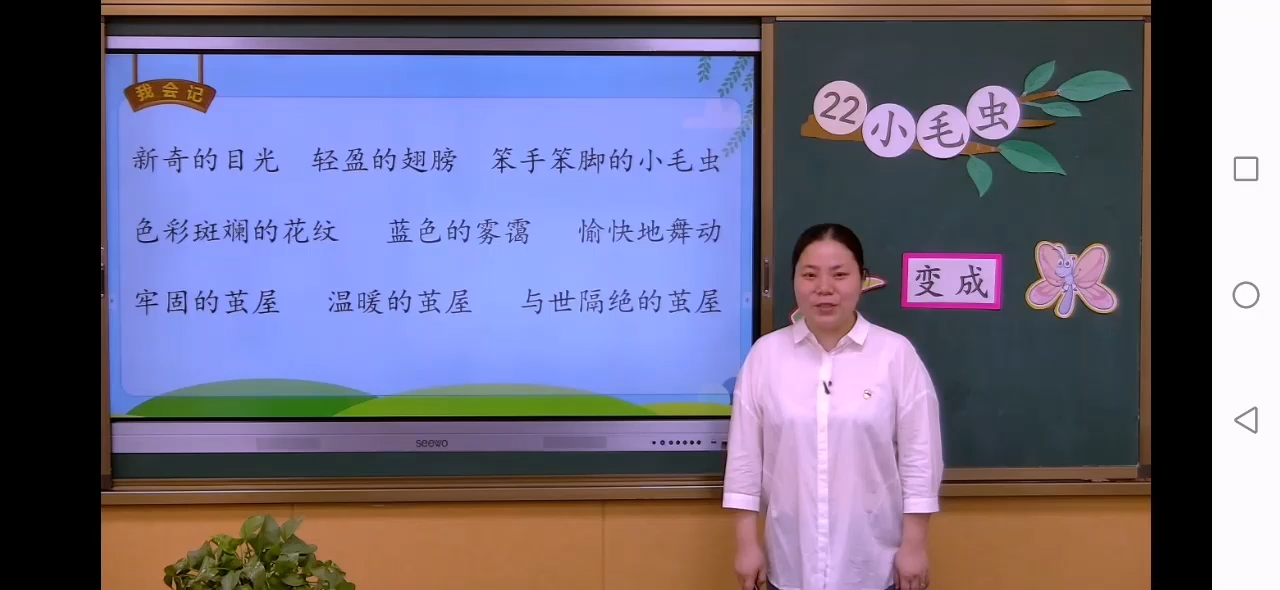 我会记
新奇的目光 轻盈的翅膀 笨手笨脚的小毛虫
色彩斑斓的花纹 蓝色的雾霭 愉快地舞动
牢固的茧屋 温暖的茧屋 与世隔绝的茧屋
seewo
22 小毛虫
变成